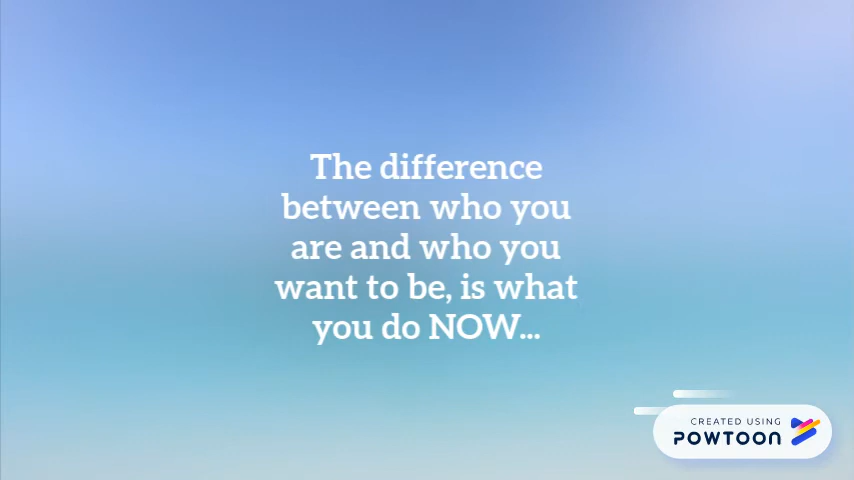 The difference
between who you
are and who you
want to be, is what
you do NOW...
CREATED USING
POWTOON